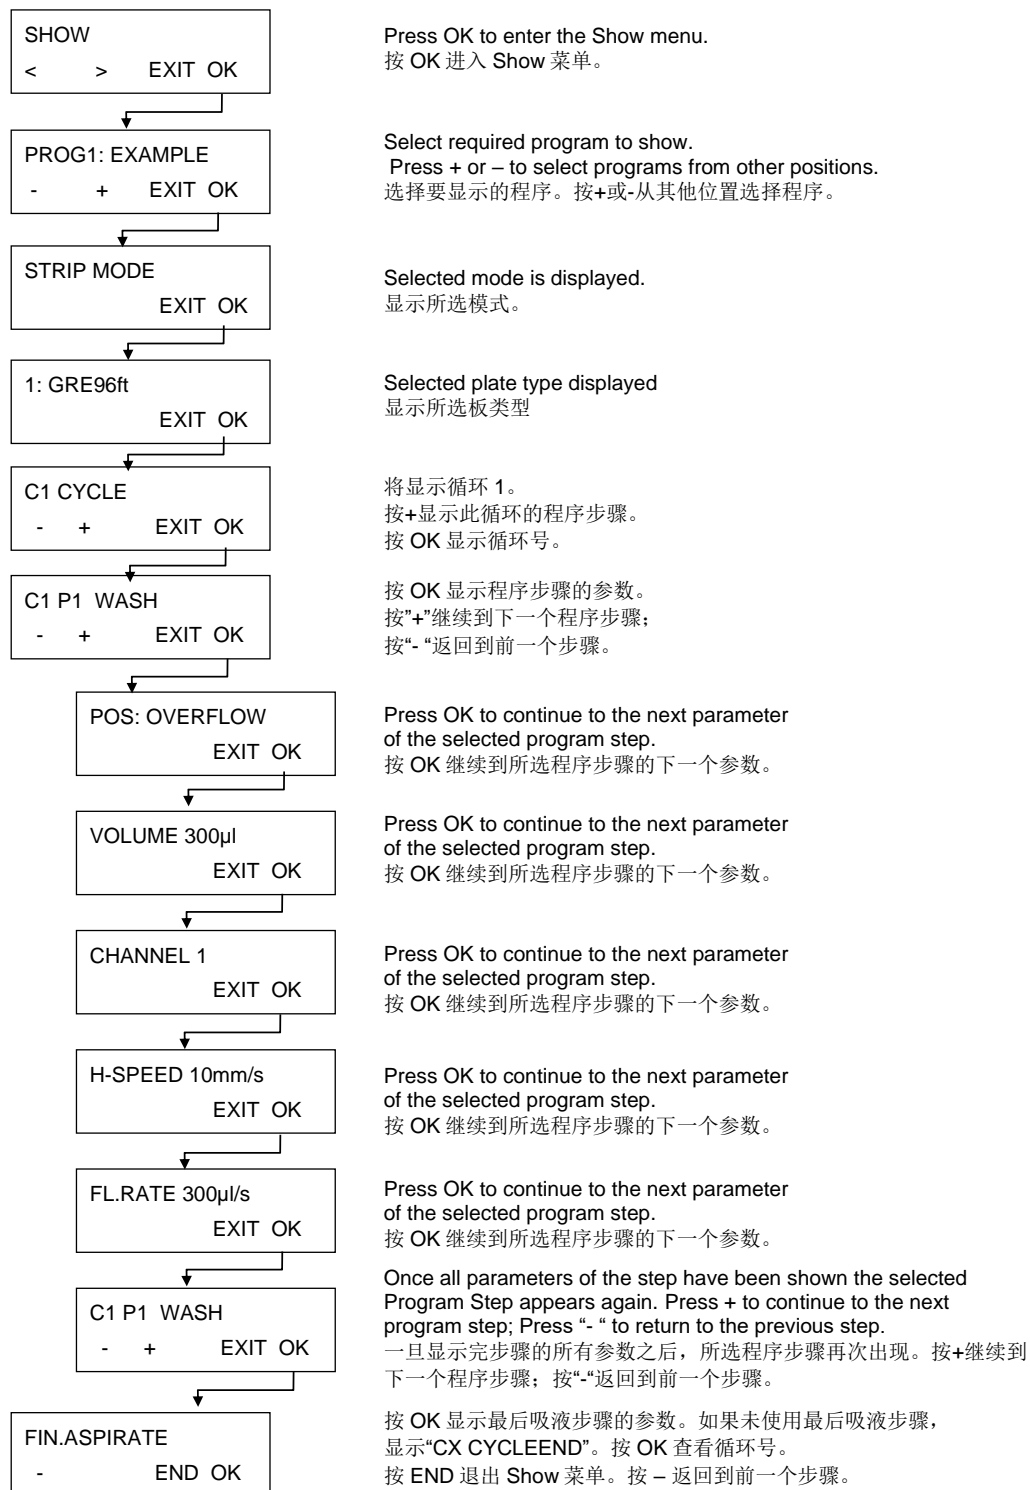 SHOW
< > EXIT OK
Press OK to enter the Show menu.
按 OK 进入 Show 菜单。
PROG1: EXAMPLE
- + EXIT OK
Select required program to show.
Press + or – to select programs from other positions.
选择要显示的程序。按+或-从其他位置选择程序。
STRIP MODE
EXIT OK
Selected mode is displayed.
显示所选模式。
1: GRE96ft
EXIT OK
Selected plate type displayed
显示所选板类型
C1 CYCLE
- + EXIT OK
将显示循环 1。
按+显示此循环的程序步骤。
按 OK 显示循环号。
C1 P1 WASH
- + EXIT OK
按 OK 显示程序步骤的参数。
按”+”继续到下一个程序步骤；
按“- “返回到前一个步骤。
POS: OVERFLOW
EXIT OK
Press OK to continue to the next parameter
of the selected program step.
按 OK 继续到所选程序步骤的下一个参数。
VOLUME 300µl
EXIT OK
Press OK to continue to the next parameter
of the selected program step.
按 OK 继续到所选程序步骤的下一个参数。
CHANNEL 1
EXIT OK
Press OK to continue to the next parameter
of the selected program step.
按 OK 继续到所选程序步骤的下一个参数。
H-SPEED 10mm/s
EXIT OK
Press OK to continue to the next parameter
of the selected program step.
按 OK 继续到所选程序步骤的下一个参数。
FL.RATE 300µl/s
EXIT OK
Press OK to continue to the next parameter
of the selected program step.
按 OK 继续到所选程序步骤的下一个参数。
C1 P1 WASH
- + EXIT OK
Once all parameters of the step have been shown the selected
Program Step appears again. Press + to continue to the next
program step; Press “- “ to return to the previous step.
一旦显示完步骤的所有参数之后，所选程序步骤再次出现。按+继续到
下一个程序步骤；按“-“返回到前一个步骤。
FIN.ASPIRATE
- END OK
按 OK 显示最后吸液步骤的参数。如果未使用最后吸液步骤，
显示“CX CYCLEEND”。按 OK 查看循环号。
按 END 退出 Show 菜单。按 – 返回到前一个步骤。